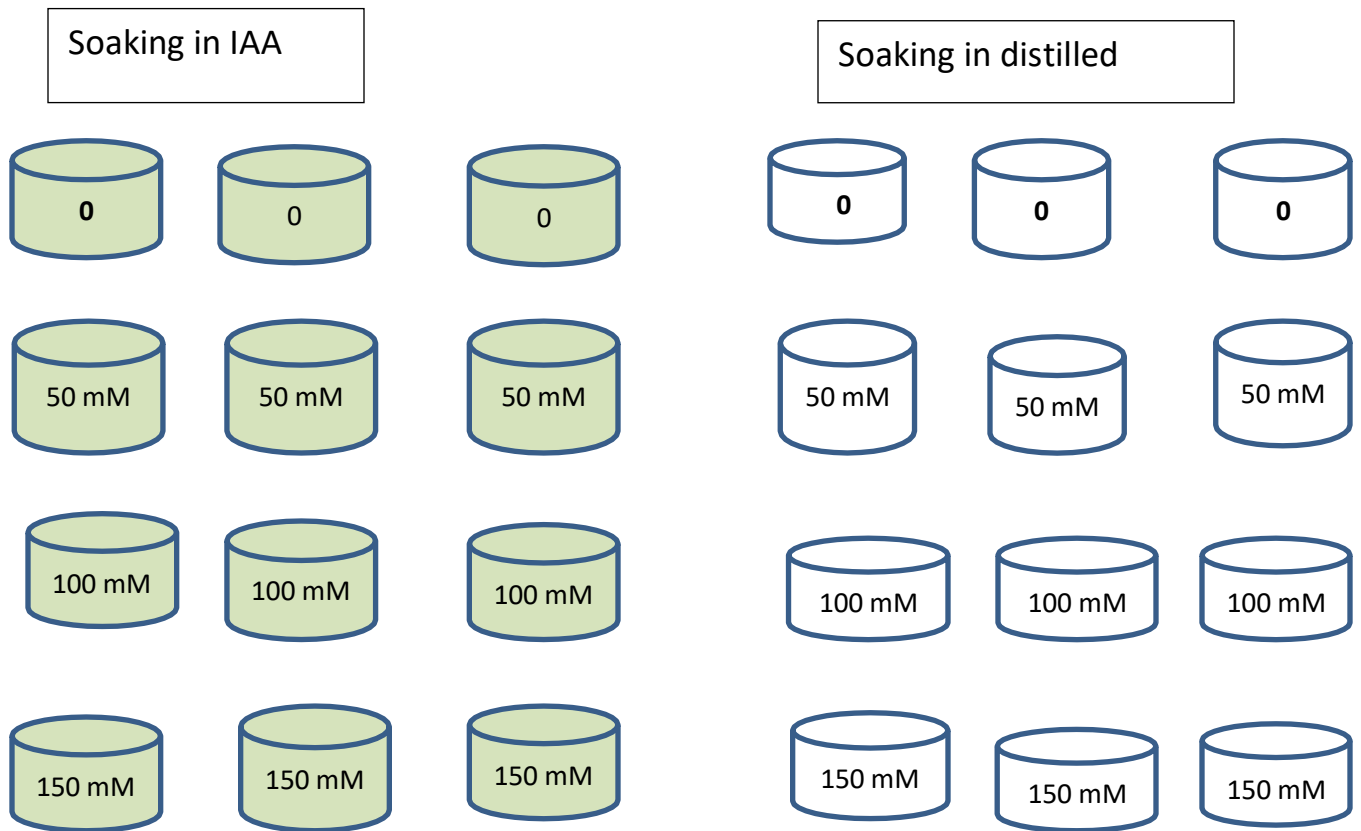 Soaking in IAA
Soaking in distilled
0 0 0 0 0 0
50 mM 50 mM 50 mM 50 mM 50 mM 50 mM
100 mM 100 mM 100 mM 100 mM 100 mM 100 mM
150 mM 150 mM 150 mM 150 mM 150 mM 150 mM